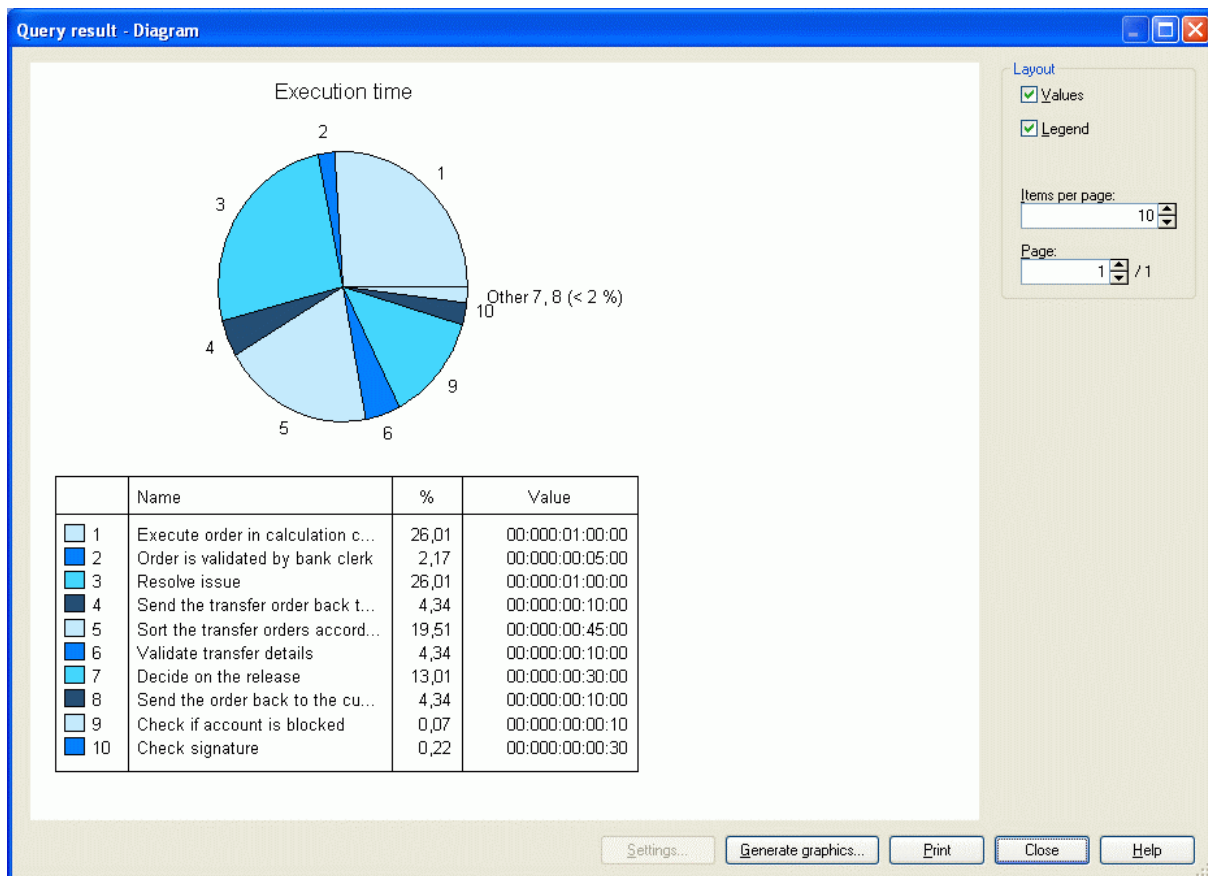 Query result - Diagram
Layout
Values
Legend
Items per page:
10
Page:
1 / 1
Execution time
2
1
3
Other 7, 8 (< 2 %)
10
4
9
5
6
Name % Value
1 Execute order in calculation c... 26,01 00:000:01:00:00
2 Order is validated by bank clerk 2,17 00:000:00:05:00
3 Resolve issue 26,01 00:000:01:00:00
4 Send the transfer order back t... 4,34 00:000:00:10:00
5 Sort the transfer orders accord... 19,51 00:000:00:45:00
6 Validate transfer details 4,34 00:000:00:10:00
7 Decide on the release 13,01 00:000:00:30:00
8 Send the order back to the cu... 4,34 00:000:00:10:00
9 Check if account is blocked 0,07 00:000:00:00:10
10 Check signature 0,22 00:000:00:00:30
Settings...
Generate graphics...
Print
Close
Help